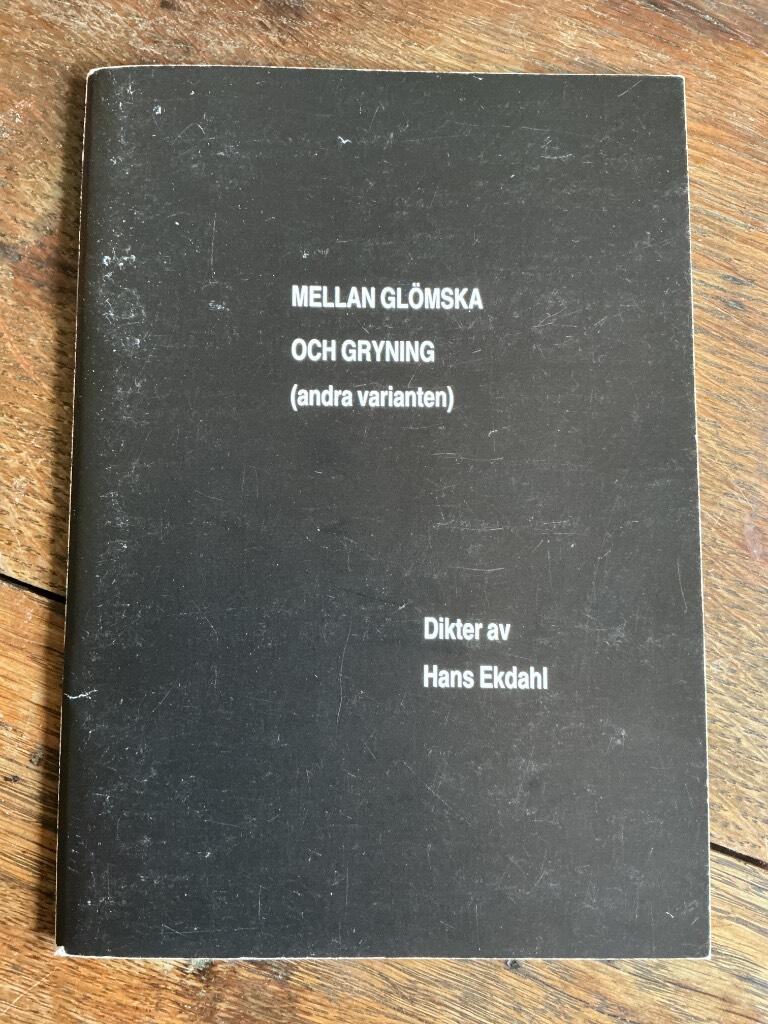 MELLAN GLÖMSKA
OCH GRYNING
(andra varianten)
Dikter av
Hans Ekdahl